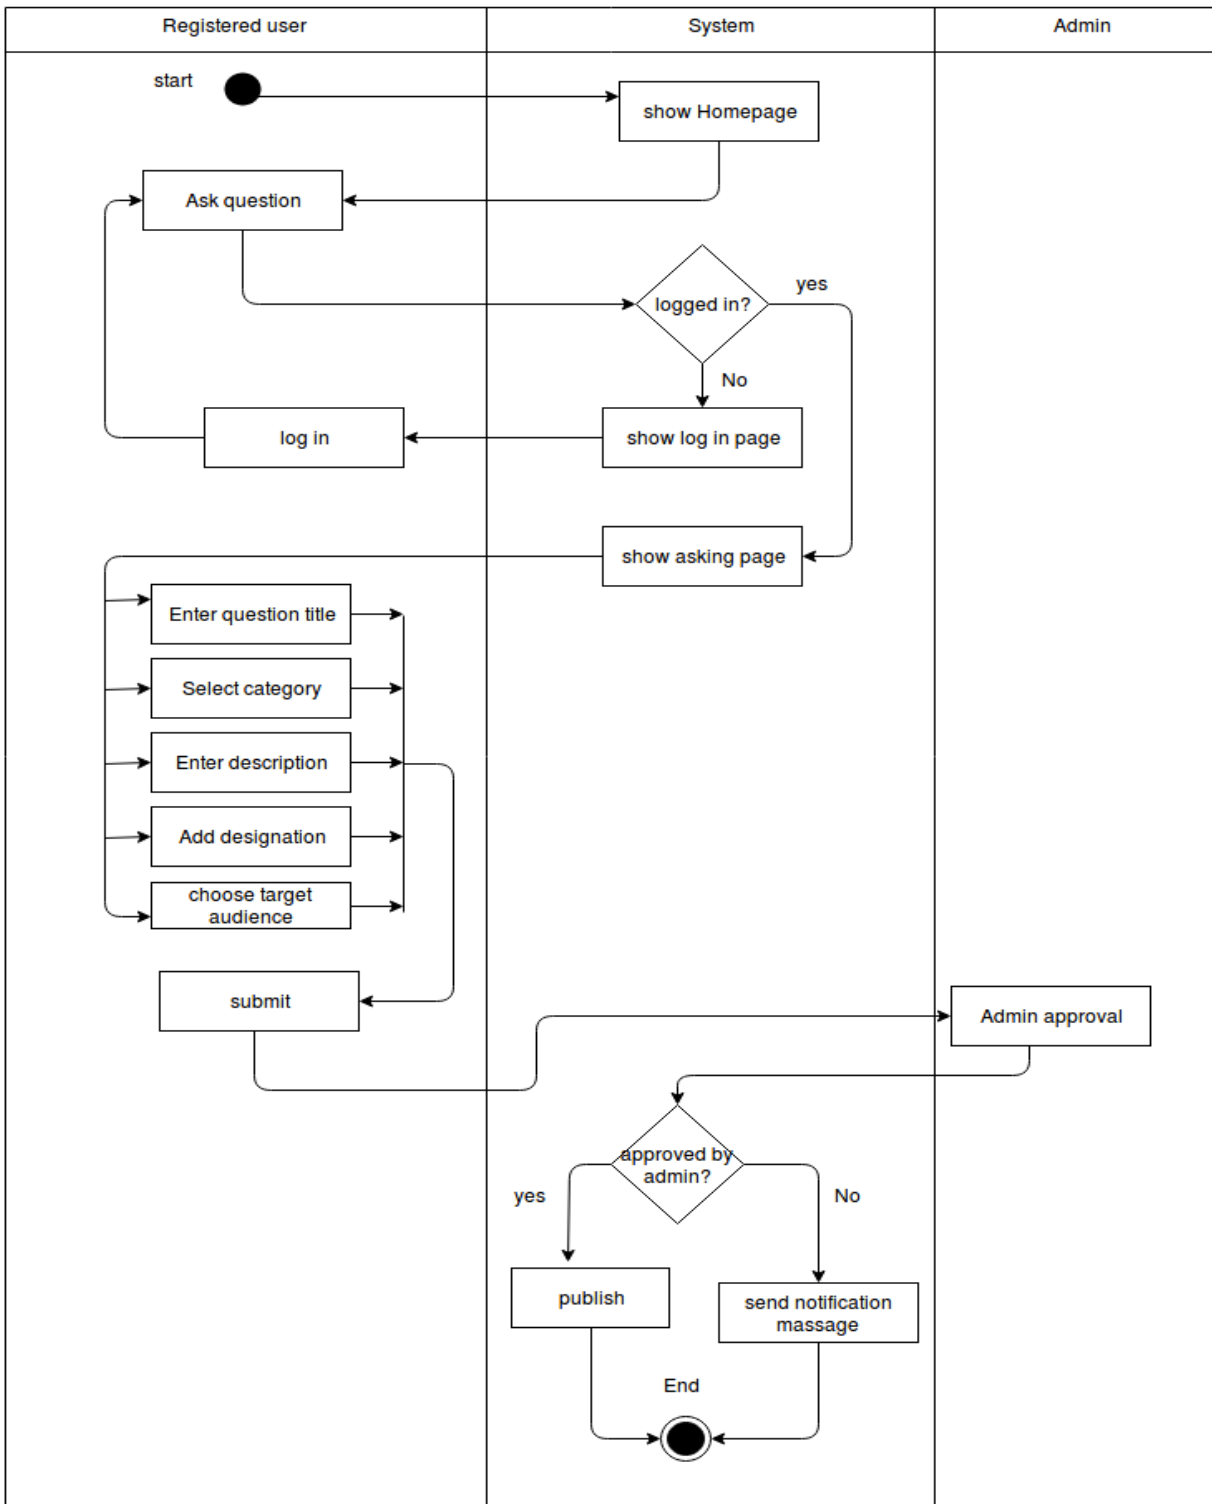 Registered user
System
Admin
start
show Homepage
Ask question
logged in?
yes
No
log in
show log in page
show asking page
Enter question title
Select category
Enter description
Add designation
choose target
audience
submit
Admin approval
approved by
admin?
yes
No
publish
send notification
massage
End